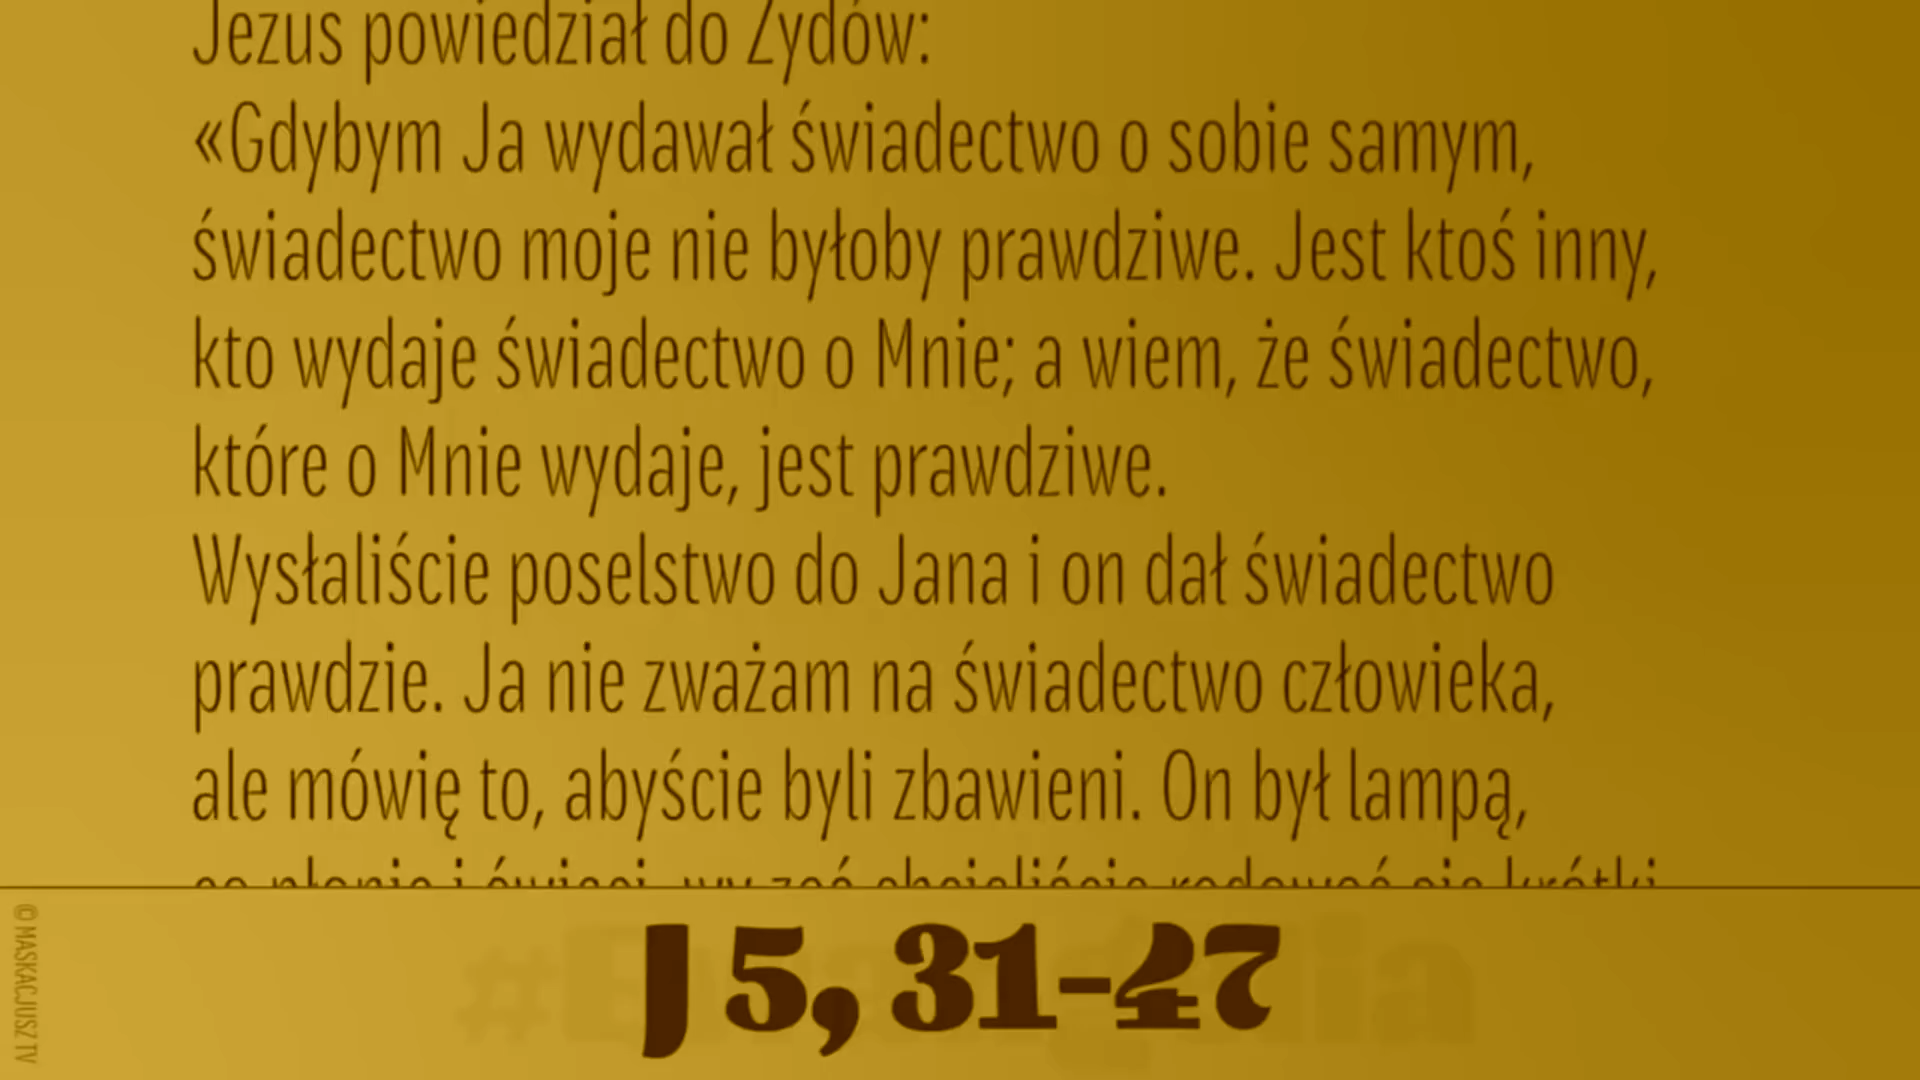 Jezus powiedział do Żydów:
«Gdybym Ja wydawał świadectwo o sobie samym,
świadectwo moje nie byłoby prawdziwe. Jest ktoś inny,
kto wydaje świadectwo o Mnie; a wiem, że świadectwo,
które o Mnie wydaje, jest prawdziwe.
Wysłaliście poselstwo do Jana i on dał świadectwo
prawdzie. Ja nie zważam na świadectwo człowieka,
ale mówię to, abyście byli zbawieni. On był lampą,
J 5, 31-47
© MASKACJUSZ TV